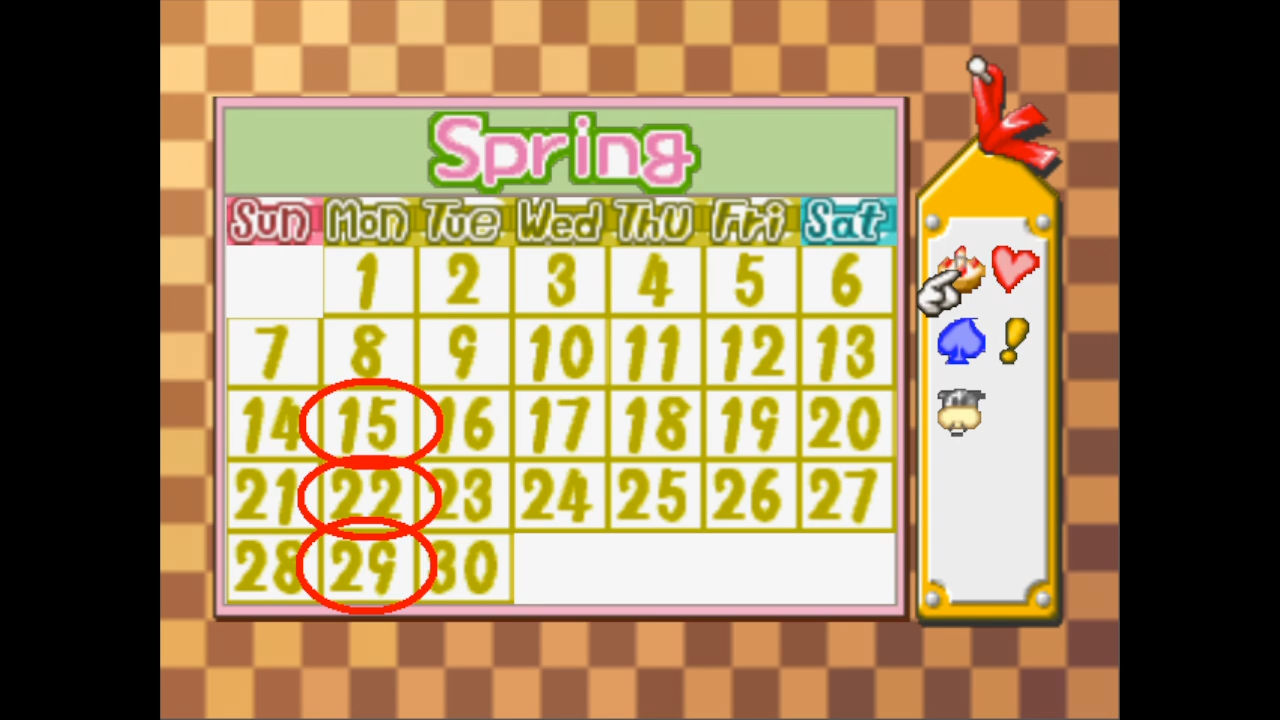 Spring
Sun Mon Tue Wed Thu Fri Sat
1 2 3 4 5 6
7 8 9 10 11 12 13
14 15 16 17 18 19 20
21 22 23 24 25 26 27
28 29 30